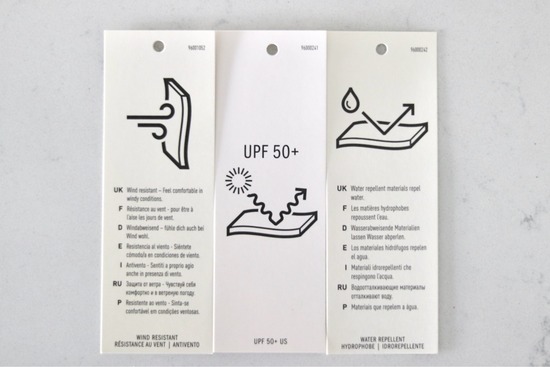 96801012
UK Wind resistant – Feel comfortable in
windy conditions.
F Résistance au vent – pour être à
l'aise les jours de vent.
D Windabweisend – fühle dich auch bei
Wind wohl.
E Resistencia al viento – Siéntete
cómodo/a en condiciones de viento.
I Antivento – Sentiti a proprio agio
anche in presenza di vento.
RU Защита от ветра – Чувствуй себя
комфортно и в ветреную погоду
P Resistente ao vento – Sinta-se
confortável em condições ventosas.
WIND RESISTANT
RÉSISTANCE AU VENT | ANTIVENTO
96800241
UPF 50+
UPF 50+ US
96800242
UK Water repellent materials repel
water.
F Les matières hydrophobes
repoussent l'eau.
D Wasserabweisende Materialien
lassen Wasser abperlen.
E Los materiales hidrófugos repelen
el agua.
I Materiali idrorepellenti che
respingono l'acqua.
RU Водоотталкивающие материалы
отталкивают воду.
P Materiais que repelem a água.
WATER REPELLENT
HYDROPHOBE | IDROREPELLENTE